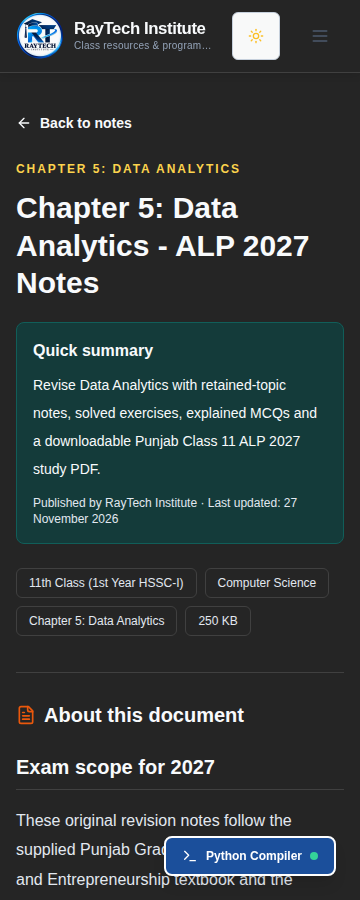 RAYTECH
RayTech Institute
Class resources & program…
Back to notes
CHAPTER 5: DATA ANALYTICS
Chapter 5: Data
Analytics - ALP 2027
Notes
Quick summary
Revise Data Analytics with retained-topic
notes, solved exercises, explained MCQs and
a downloadable Punjab Class 11 ALP 2027
study PDF.
Published by RayTech Institute · Last updated: 27
November 2026
11th Class (1st Year HSSC-I)
Computer Science
Chapter 5: Data Analytics
250 KB
About this document
Exam scope for 2027
These original revision notes follow the
supplied Punjab
Python Compiler
and Entrepreneurship textbook and the